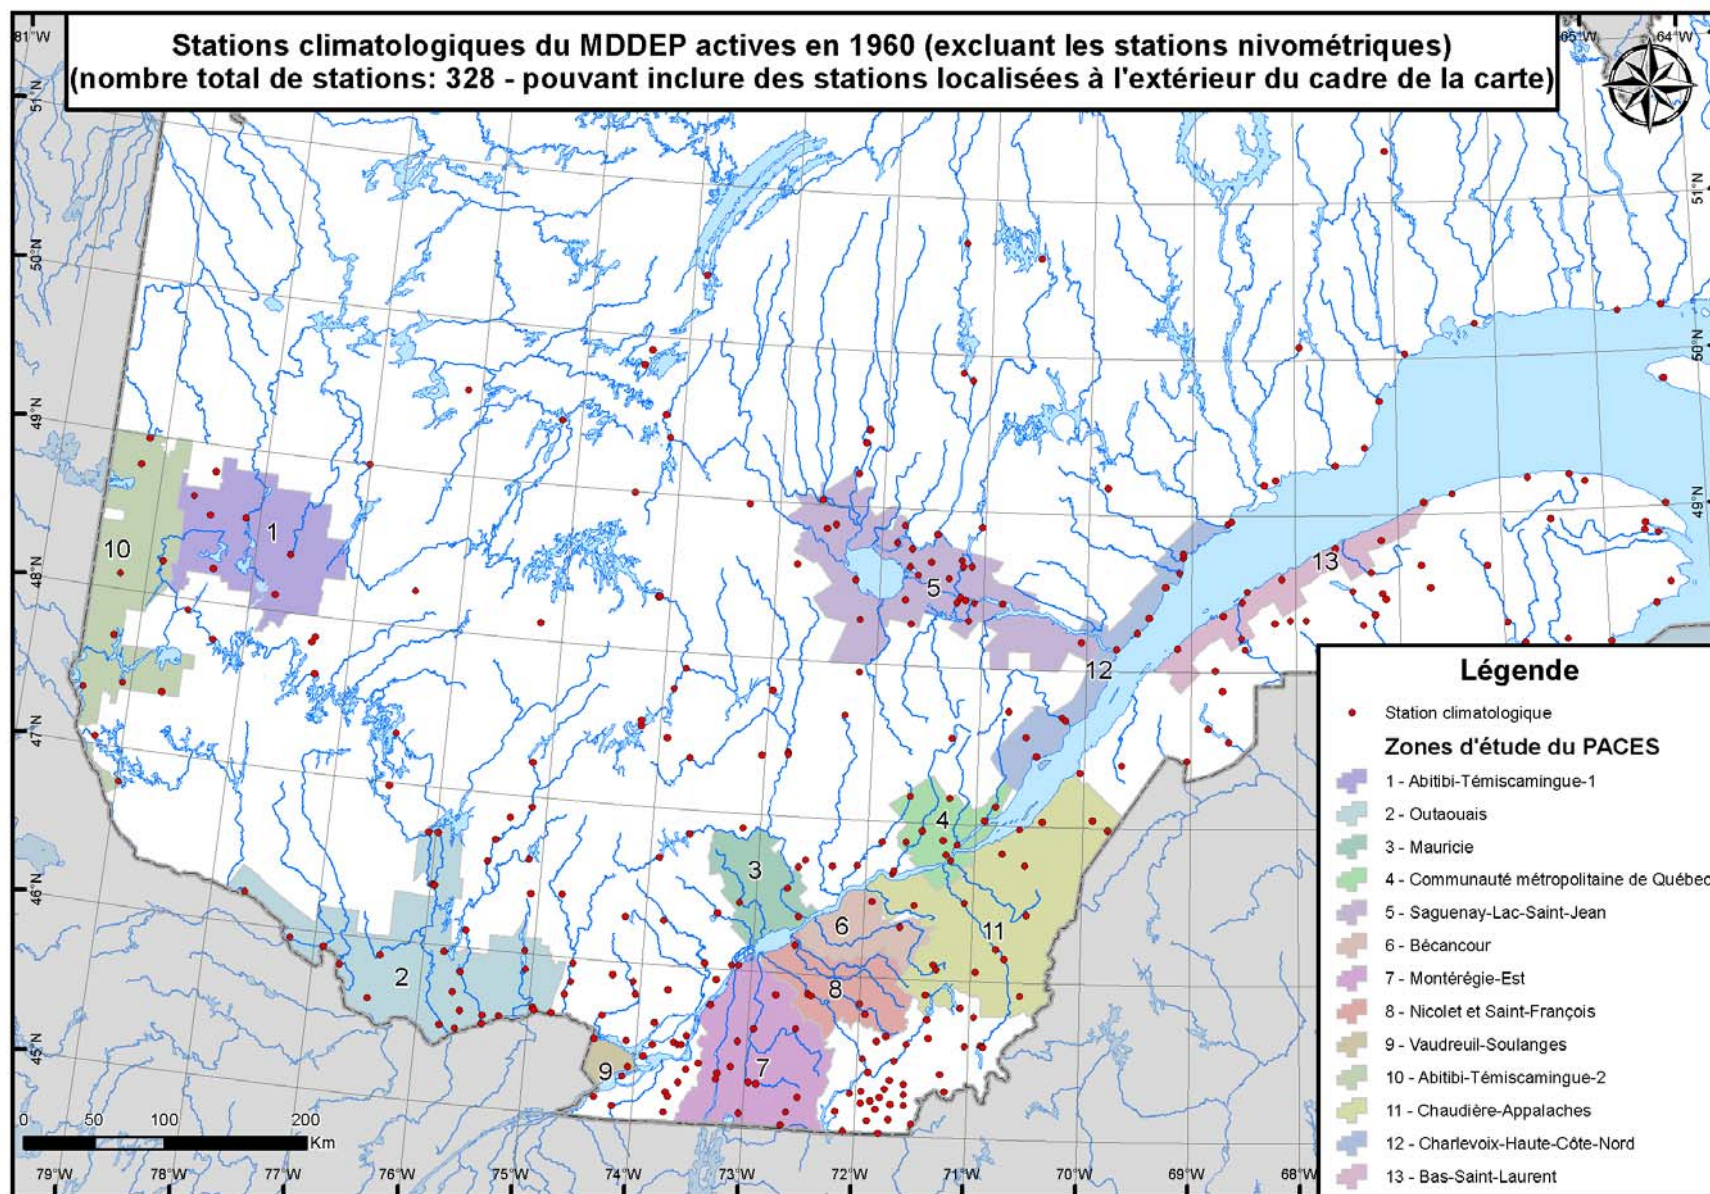 Stations climatologiques du MDDEP actives en 1960 (excluant les stations nivométriques)
(nombre total de stations: 328 - pouvant inclure des stations localisées à l'extérieur du cadre de la carte)
81°W
65°W
64°W
51°N
50°N
49°N
48°N
47°N
46°N
45°N
51°N
50°N
49°N
1
10
5
13
12
4
3
6
11
2
8
7
9
Légende
Station climatologique
Zones d'étude du PACES
1 - Abitibi-Témiscamingue-1
2 - Outaouais
3 - Mauricie
4 - Communauté métropolitaine de Québec
5 - Saguenay-Lac-Saint-Jean
6 - Bécancour
7 - Montérégie-Est
8 - Nicolet et Saint-François
9 - Vaudreuil-Soulanges
10 - Abitibi-Témiscamingue-2
11 - Chaudière-Appalaches
12 - Charlevoix-Haute-Côte-Nord
13 - Bas-Saint-Laurent
0 50 100 200
Km
79°W 78°W 77°W 76°W 75°W 74°W 73°W 72°W 71°W 70°W 69°W 68°W